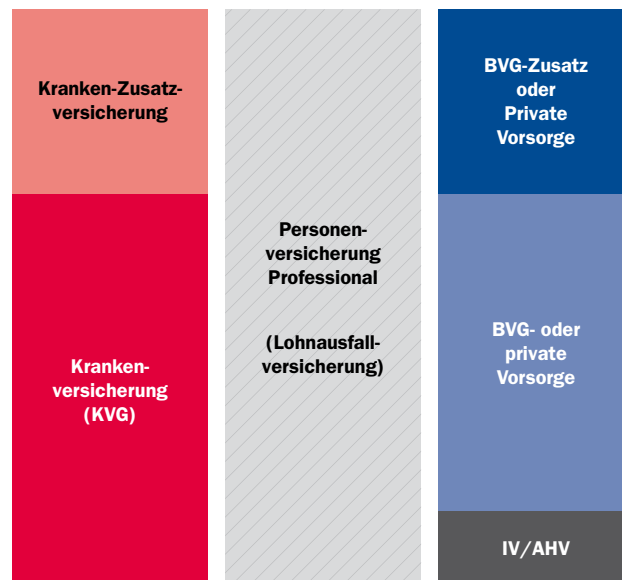 Kranken-Zusatz-
versicherung
Kranken-
versicherung
(KVG)
Personen-
versicherung
Professional
(Lohnausfall-
versicherung)
BVG-Zusatz
oder
Private
Vorsorge
BVG- oder
private
Vorsorge
IV/AHV